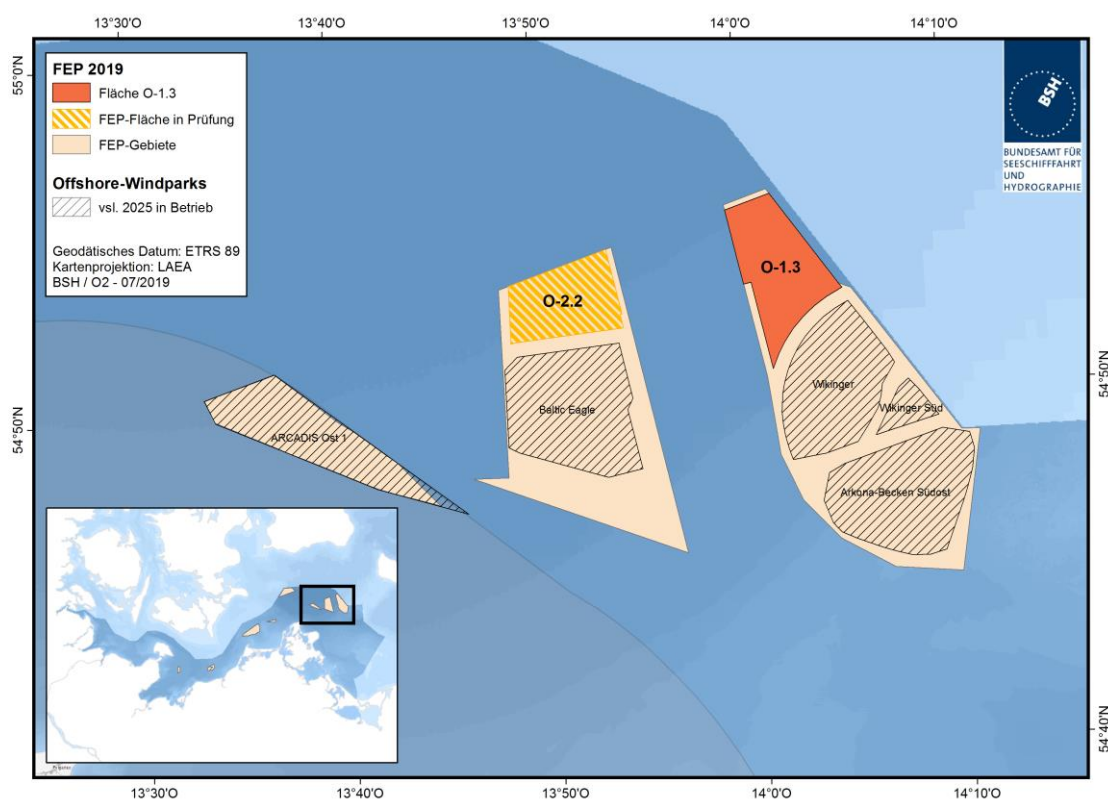 13°30'O
13°40'O
13°50'O
14°0'O
14°10'O
55°0'N
54°50'N
FEP 2019
Fläche O-1.3
FEP-Fläche in Prüfung
FEP-Gebiete
Offshore-Windparks
vsl. 2025 in Betrieb
Geodätisches Datum: ETRS 89
Kartenprojektion: LAEA
BSH / O2 - 07/2019
BSH
BUNDESAMT FÜR
SEESCHIFFFAHRT
UND
HYDROGRAPHIE
O-1.3
O-2.2
Wikinger
Wikinger Süd
Baltic Eagle
ARCADIS Ost 1
Arkona-Becken Südost
54°50'N
54°40'N
13°30'O
13°40'O
13°50'O
14°0'O
14°10'O